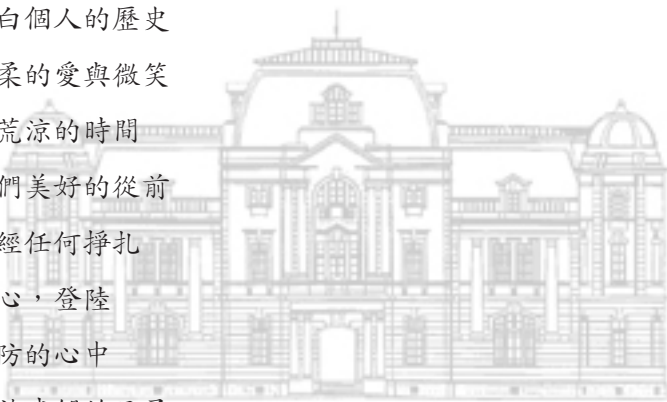 白個人的歷史
柔的愛與微笑
荒涼的時間
們美好的從前
經任何掙扎
心，登陸
防的心中